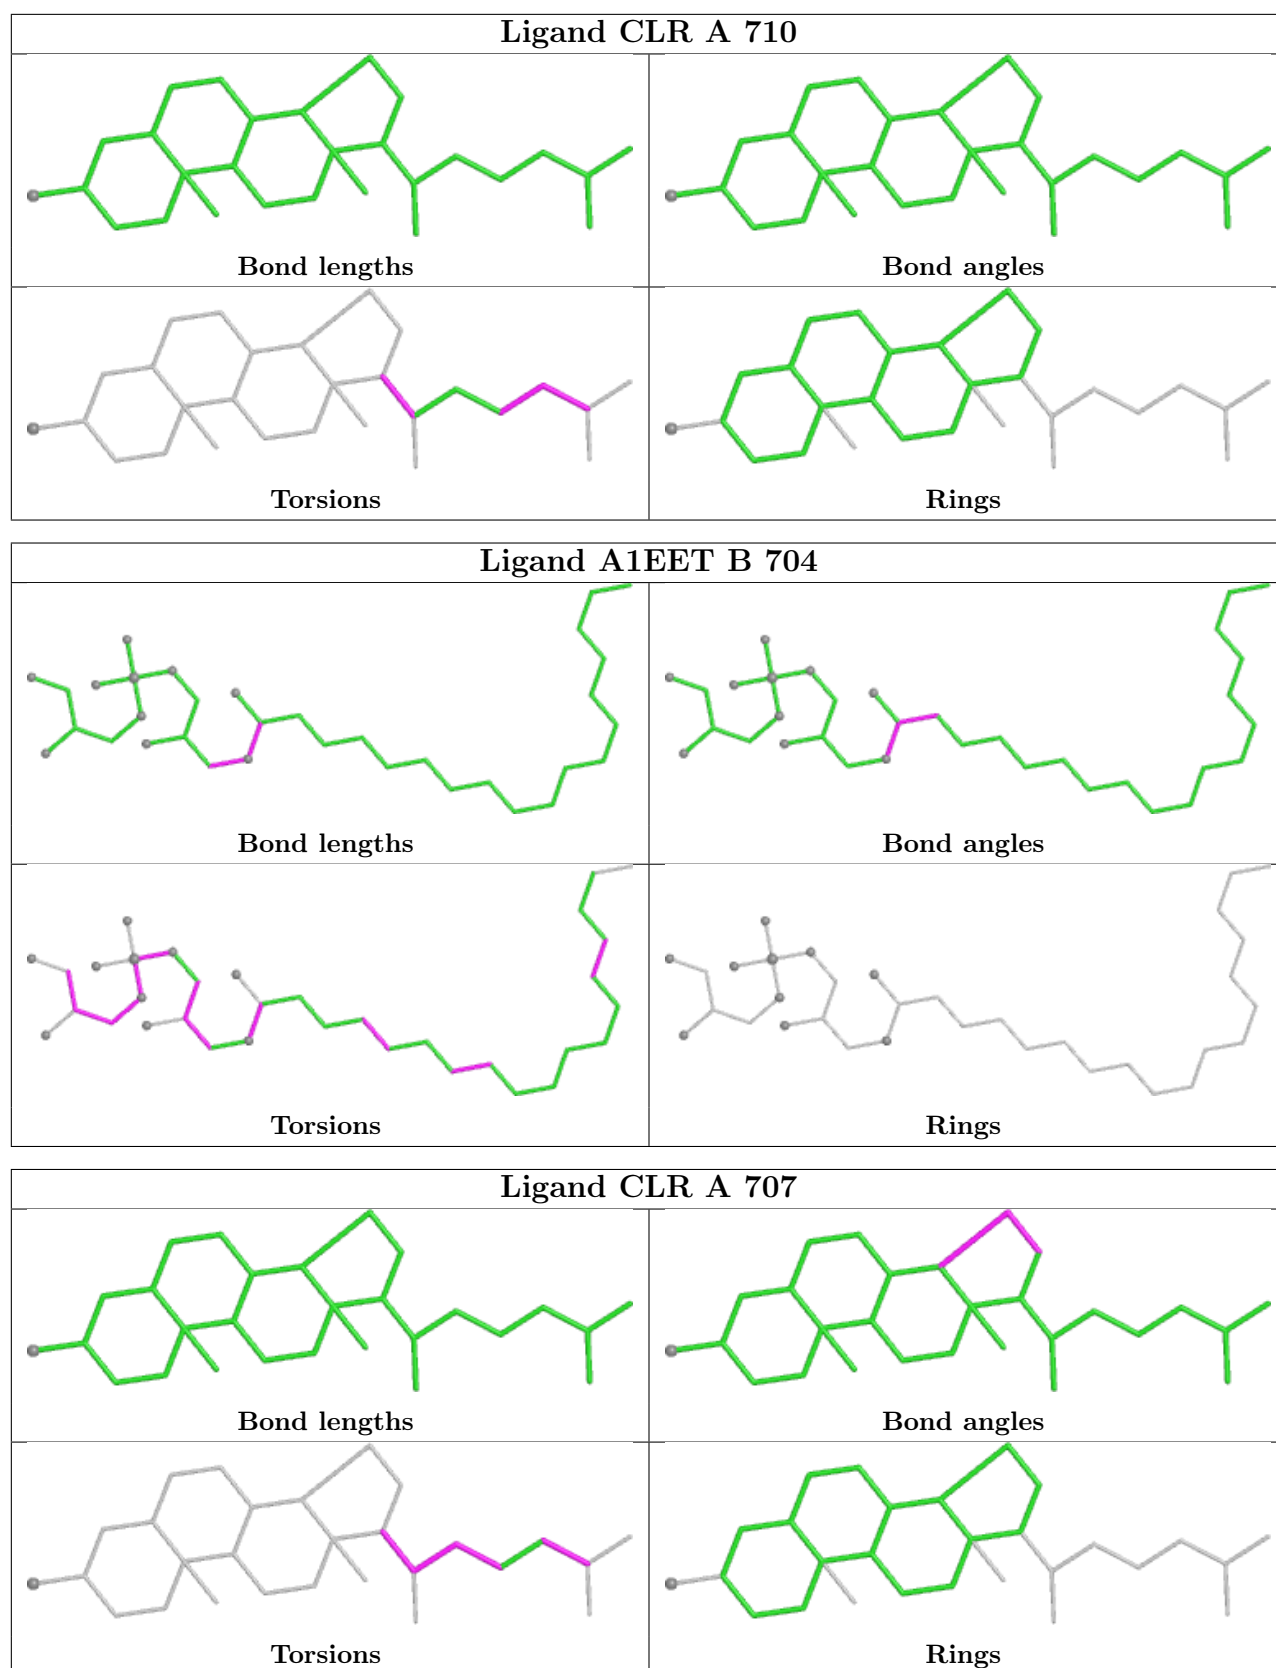 Ligand CLR A 710
Bond lengths
Bond angles
Torsions
Rings
Ligand A1EET B 704
Bond lengths
Bond angles
Torsions
Rings
Ligand CLR A 707
Bond lengths
Bond angles
Torsions
Rings